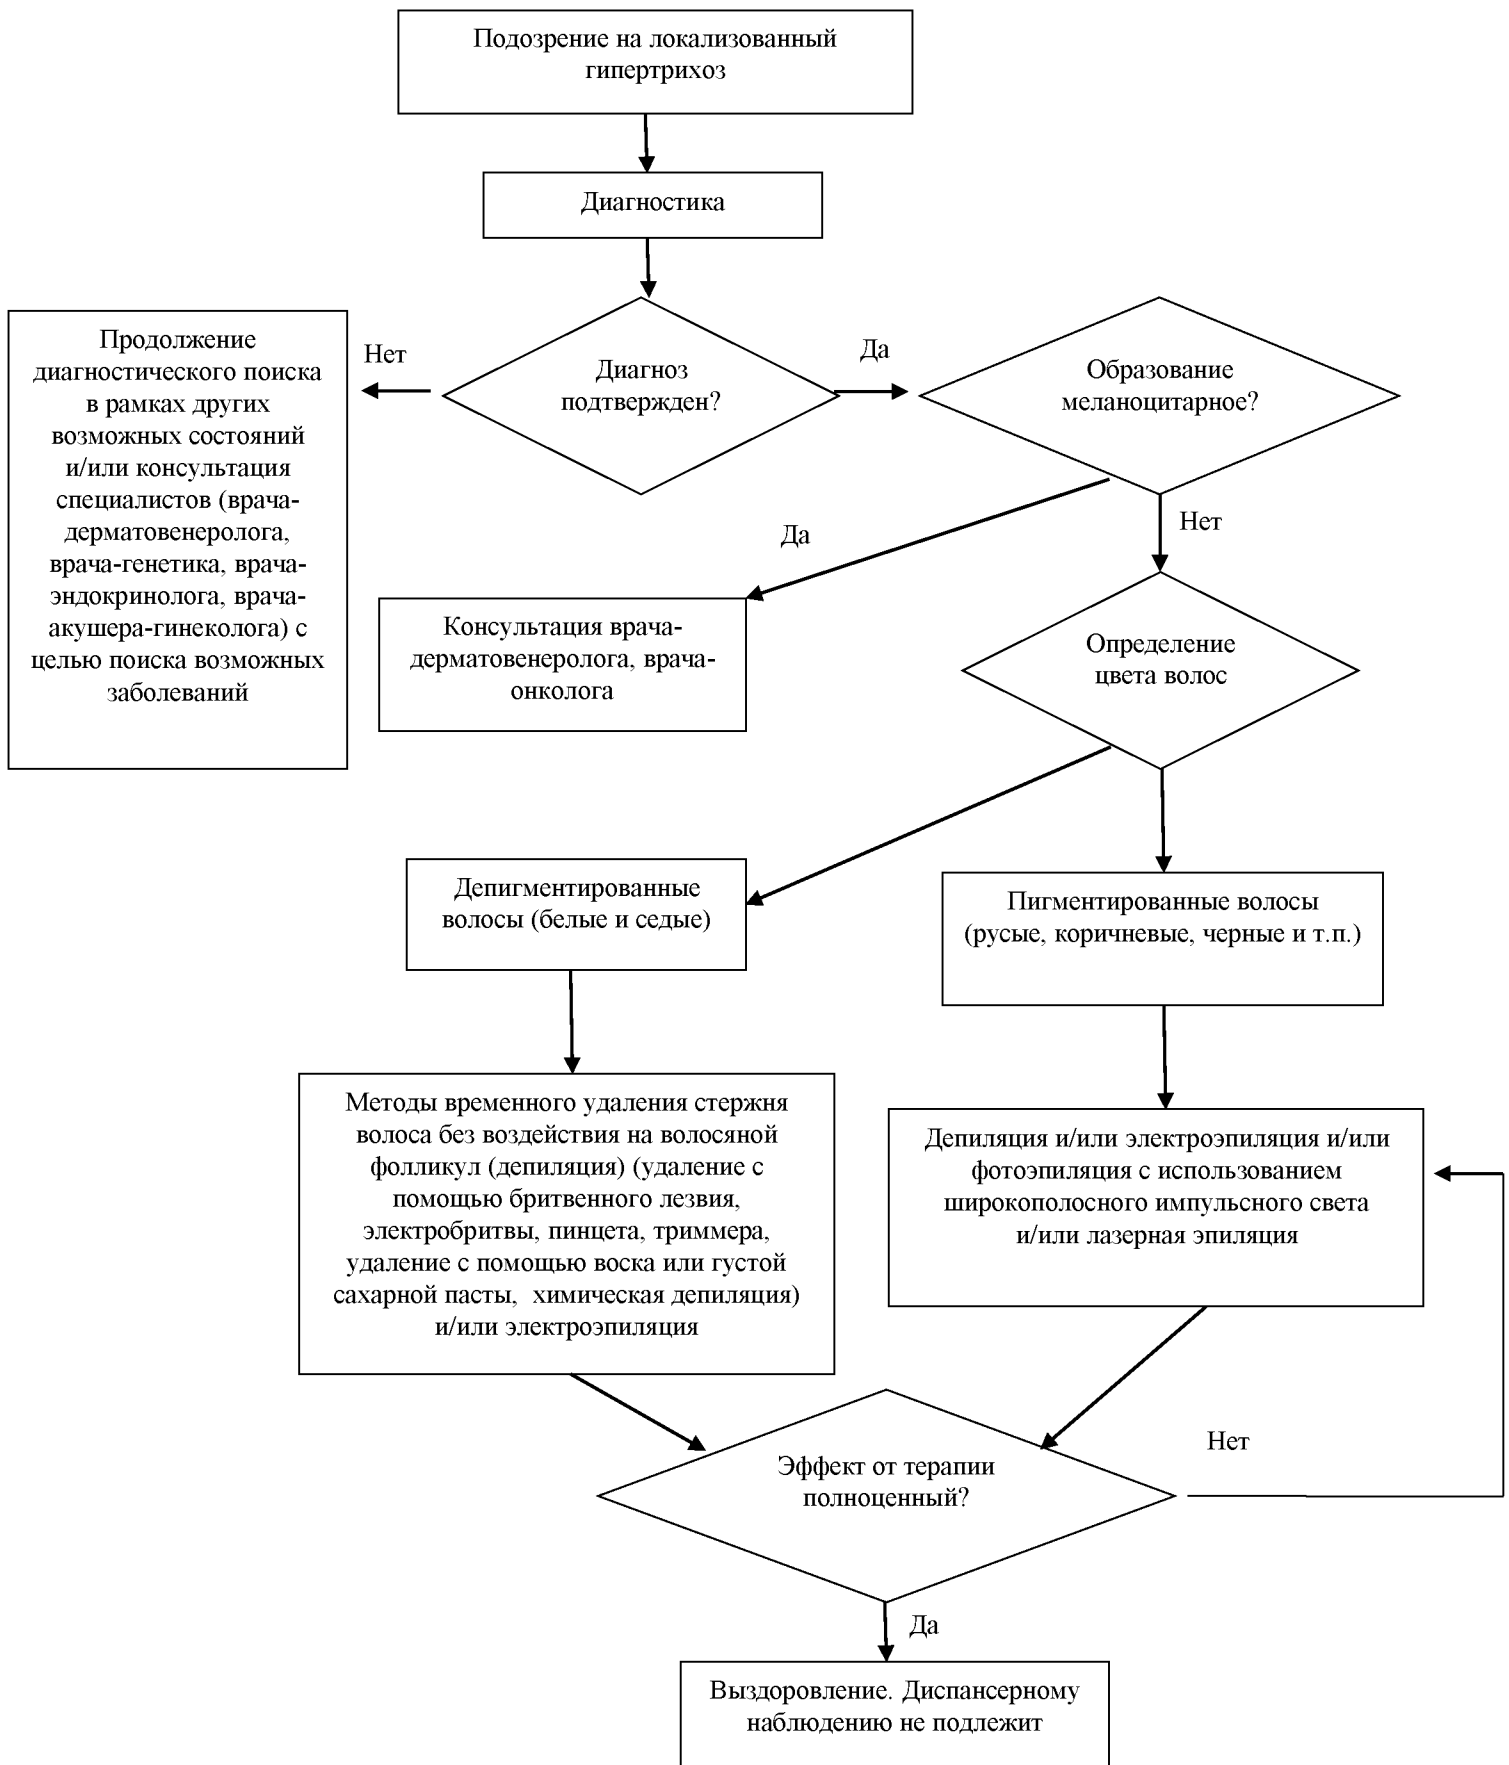 Подозрение на локализованный
гипертрихоз
Диагностика
Нет
Диагноз
подтвержден?
Да
Образование
меланоцитарное?
Продолжение
диагностического поиска
в рамках других
возможных состояний
и/или консультация
специалистов (врача-
дерматовенеролога,
врача-генетика, врача-
эндокринолога, врача-
акушера-гинеколога) с
целью поиска возможных
заболеваний
Да
Нет
Консультация врача-
дерматовенеролога, врача-
онколога
Определение
цвета волос
Депигментированные
волосы (белые и седые)
Пигментированные волосы
(русые, коричневые, черные и т.п.)
Методы временного удаления стержня
волоса без воздействия на волосяной
фолликул (депиляция) (удаление с
помощью бритвенного лезвия,
электробритвы, пинцета, триммера,
удаление с помощью воска или густой
сахарной пасты, химическая депиляция)
и/или электроэпиляция
Депиляция и/или электроэпиляция и/или
фотоэпиляция с использованием
широкополосного импульсного света
и/или лазерная эпиляция
Эффект от терапии
полноценный?
Нет
Да
Выздоровление. Диспансерному
наблюдению не подлежит